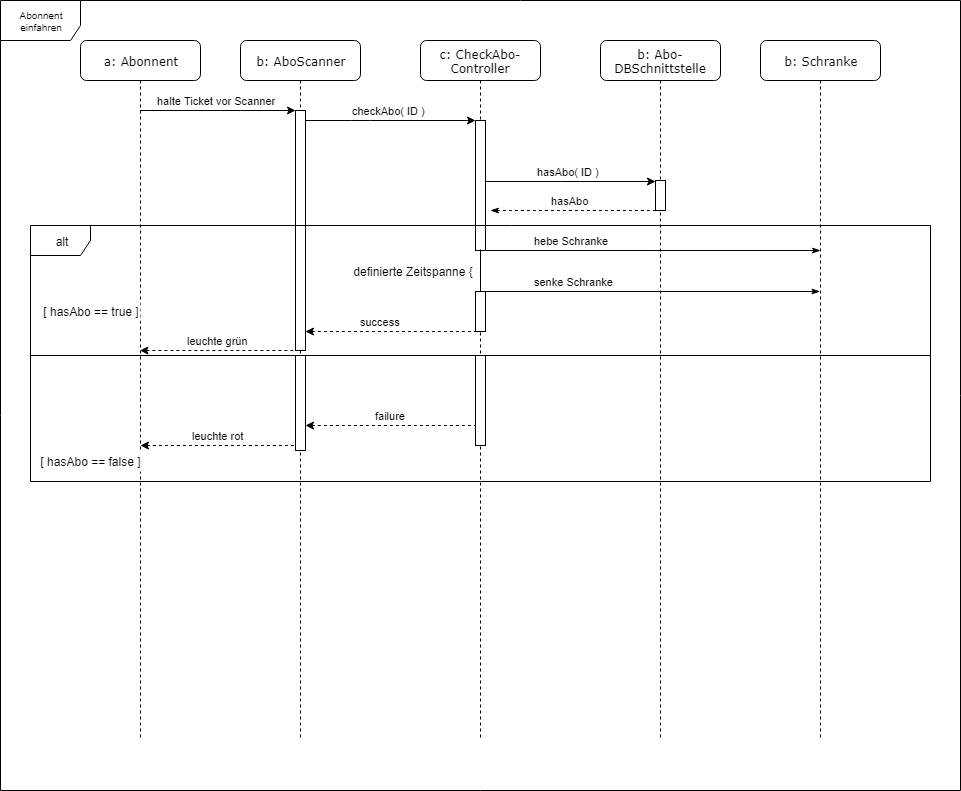 Abonnent
einfahren
a: Abonnent
b: AboScanner
c: CheckAbo-
Controller
b: Abo-
DBSchnittstelle
b: Schranke
halte Ticket vor Scanner
checkAbo( ID )
hasAbo( ID )
hasAbo
alt
hebe Schranke
definierte Zeitspanne {
senke Schranke
[ hasAbo == true ]
success
leuchte grün
failure
leuchte rot
[ hasAbo == false ]